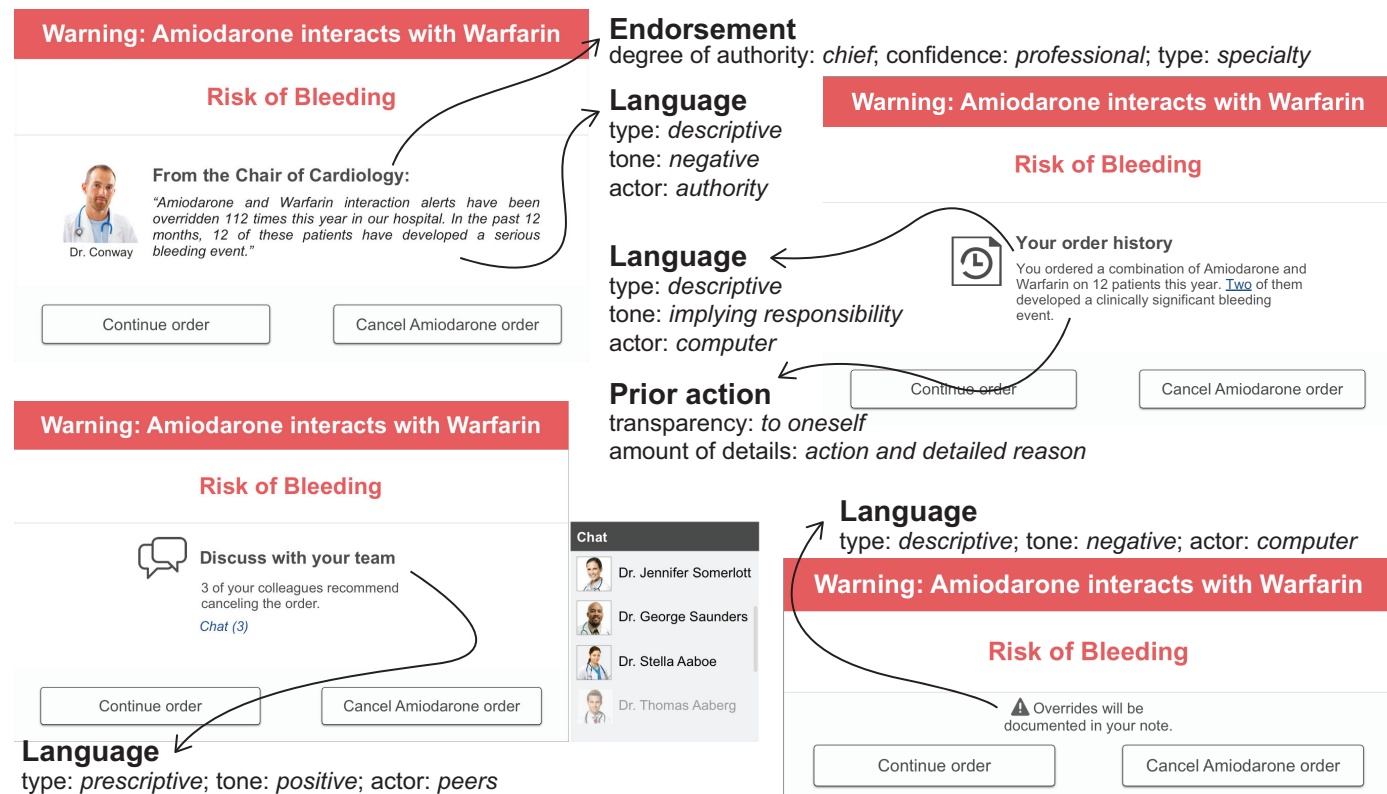 Warning: Amiodarone interacts with Warfarin
Risk of Bleeding
From the Chair of Cardiology:
“Amiodarone and Warfarin interaction alerts have been
overridden 112 times this year in our hospital. In the past 12
months, 12 of these patients have developed a serious
bleeding event.”
Dr. Conway
Continue order
Cancel Amiodarone order
Endorsement
degree of authority: chief; confidence: professional; type: specialty
Language
type: descriptive
tone: negative
actor: authority
Warning: Amiodarone interacts with Warfarin
Risk of Bleeding
Your order history
You ordered a combination of Amiodarone and
Warfarin on 12 patients this year. Two of them
developed a clinically significant bleeding
event.
Continue order
Cancel Amiodarone order
Language
type: descriptive
tone: implying responsibility
actor: computer
Prior action
transparency: to oneself
amount of details: action and detailed reason
Warning: Amiodarone interacts with Warfarin
Risk of Bleeding
Discuss with your team
3 of your colleagues recommend
canceling the order.
Chat (3)
Continue order
Cancel Amiodarone order
Chat
Dr. Jennifer Somerlott
Dr. George Saunders
Dr. Stella Aaboe
Dr. Thomas Aaberg
Language
type: prescriptive; tone: positive; actor: peers
Language
type: descriptive; tone: negative; actor: computer
Warning: Amiodarone interacts with Warfarin
Risk of Bleeding
Overrides will be
documented in your note.
Continue order
Cancel Amiodarone order